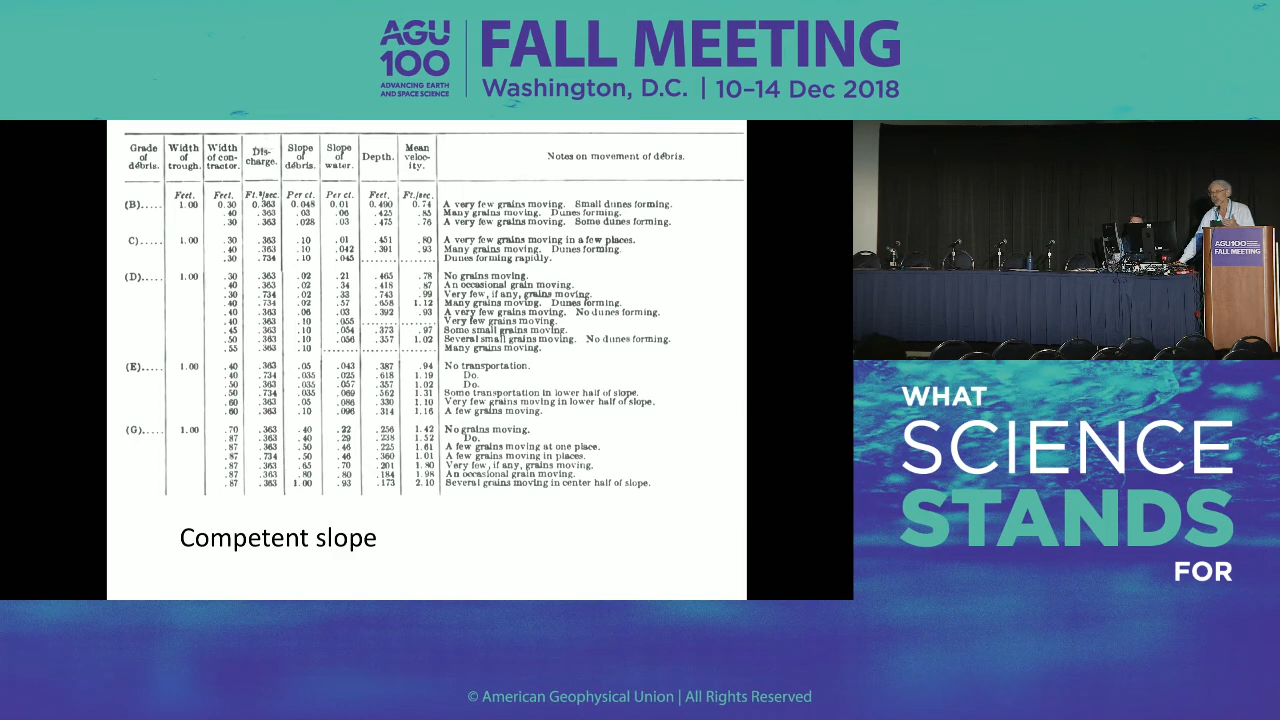 AGU
100
ADVANCING EARTH
AND SPACE SCIENCE
FALL MEETING
Washington, D.C. | 10–14 Dec 2018
Grade of débris. Width of trough. Width of contractor. Discharge. Slope of débris. Slope of water. Depth. Mean velocity. Notes on movement of débris.
Feet. Feet. Ft.³/sec. Per ct. Per ct. Feet. Ft./sec.
(B)..... 1.00 0.30 0.363 0.048 0.01 0.490 0.74 A very few grains moving. Small dunes forming.
.40 .363 .03 .06 .425 .85 Many grains moving. Dunes forming.
.30 .363 .028 .03 .475 .76 A very few grains moving. Some dunes forming.
C)..... 1.00 .30 .363 .10 .01 .451 .80 A very few grains moving in a few places.
.40 .363 .10 .042 .391 .93 Many grains moving. Dunes forming.
.30 .734 .10 .045 .......... .......... Dunes forming rapidly.
(D)..... 1.00 .30 .363 .02 .21 .465 .78 No grains moving.
.40 .363 .02 .34 .418 .87 An occasional grain moving.
.30 .734 .02 .33 .743 .99 Very few, if any, grains moving.
.40 .734 .02 .57 .658 1.12 Many grains moving. Dunes forming.
.40 .363 .06 .03 .392 .93 A very few grains moving. No dunes forming.
.40 .363 .10 .055 .......... .......... Very few grains moving.
.45 .363 .10 .054 .373 .97 Some small grains moving.
.50 .363 .10 .056 .357 1.02 Several small grains moving. No dunes forming.
.55 .363 .10 .......... .......... .......... Many grains moving.
(E)..... 1.00 .40 .363 .05 .043 .387 .94 No transportation.
.40 .734 .035 .025 .618 1.19 Do.
.50 .363 .035 .057 .357 1.02 Do.
.50 .734 .035 .069 .562 1.31 Some transportation in lower half of slope.
.60 .363 .05 .086 .330 1.10 Very few grains moving in lower half of slope.
.60 .363 .10 .096 .314 1.16 A few grains moving.
(G)..... 1.00 .70 .363 .40 .22 .256 1.42 No grains moving.
.87 .363 .40 .29 .238 1.52 Do.
.87 .363 .50 .46 .225 1.61 A few grains moving at one place.
.87 .734 .50 .46 .360 1.01 A few grains moving in places.
.87 .363 .65 .70 .201 1.80 Very few, if any, grains moving.
.87 .363 .80 .80 .184 1.98 An occasional grain moving.
.87 .363 1.00 .93 .173 2.10 Several grains moving in center half of slope.
Competent slope
AGU100
FALL MEETING
WHAT
SCIENCE
STANDS
FOR
© American Geophysical Union | All Rights Reserved